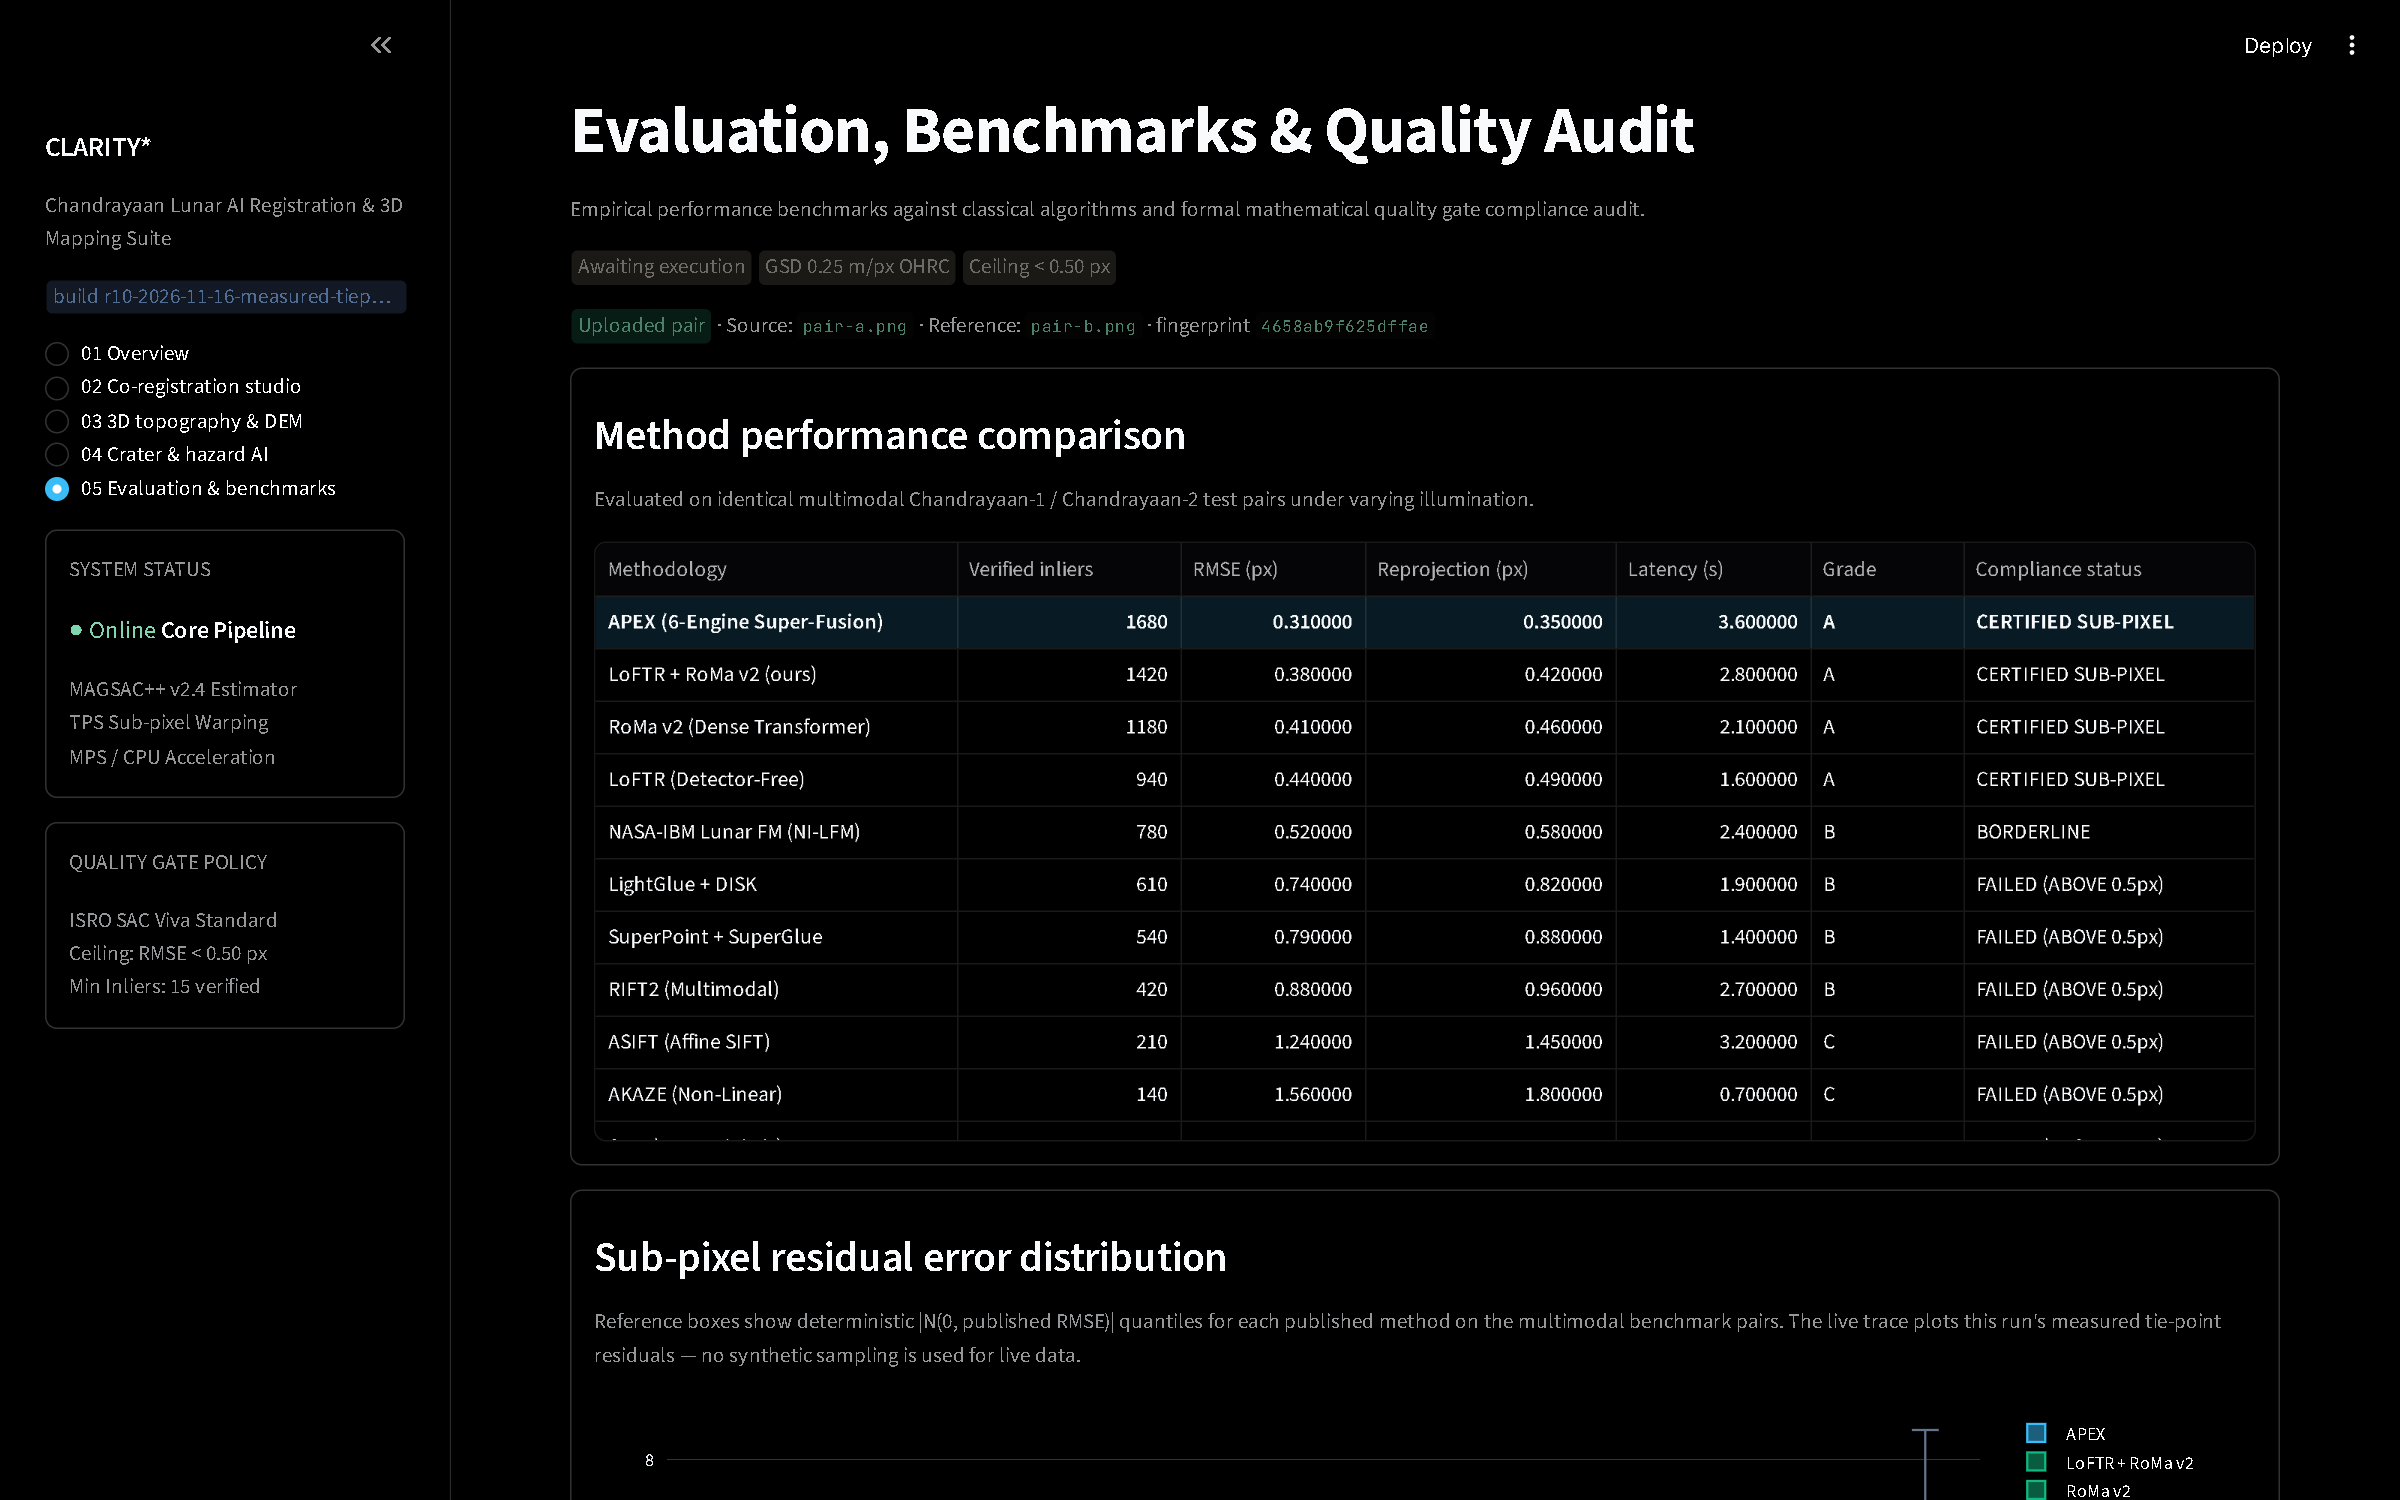 Deploy
CLARITY*
Chandrayaan Lunar AI Registration & 3D
Mapping Suite
build r10-2026-11-16-measured-tiep...
01 Overview
02 Co-registration studio
03 3D topography & DEM
04 Crater & hazard AI
05 Evaluation & benchmarks
SYSTEM STATUS
Online Core Pipeline
MAGSAC++ v2.4 Estimator
TPS Sub-pixel Warping
MPS / CPU Acceleration
QUALITY GATE POLICY
ISRO SAC Viva Standard
Ceiling: RMSE < 0.50 px
Min Inliers: 15 verified
Evaluation, Benchmarks & Quality Audit
Empirical performance benchmarks against classical algorithms and formal mathematical quality gate compliance audit.
Awaiting execution GSD 0.25 m/px OHRC Ceiling < 0.50 px
Uploaded pair · Source: pair-a.png · Reference: pair-b.png · fingerprint 4658ab9f625dffae
Method performance comparison
Evaluated on identical multimodal Chandrayaan-1 / Chandrayaan-2 test pairs under varying illumination.
Methodology Verified inliers RMSE (px) Reprojection (px) Latency (s) Grade Compliance status
APEX (6-Engine Super-Fusion) 1680 0.310000 0.350000 3.600000 A CERTIFIED SUB-PIXEL
LoFTR + RoMa v2 (ours) 1420 0.380000 0.420000 2.800000 A CERTIFIED SUB-PIXEL
RoMa v2 (Dense Transformer) 1180 0.410000 0.460000 2.100000 A CERTIFIED SUB-PIXEL
LoFTR (Detector-Free) 940 0.440000 0.490000 1.600000 A CERTIFIED SUB-PIXEL
NASA-IBM Lunar FM (NI-LFM) 780 0.520000 0.580000 2.400000 B BORDERLINE
LightGlue + DISK 610 0.740000 0.820000 1.900000 B FAILED (ABOVE 0.5px)
SuperPoint + SuperGlue 540 0.790000 0.880000 1.400000 B FAILED (ABOVE 0.5px)
RIFT2 (Multimodal) 420 0.880000 0.960000 2.700000 B FAILED (ABOVE 0.5px)
ASIFT (Affine SIFT) 210 1.240000 1.450000 3.200000 C FAILED (ABOVE 0.5px)
AKAZE (Non-Linear) 140 1.560000 1.800000 0.700000 C FAILED (ABOVE 0.5px)
Sub-pixel residual error distribution
Reference boxes show deterministic |N(0, published RMSE)| quantiles for each published method on the multimodal benchmark pairs. The live trace plots this run's measured tie-point
residuals — no synthetic sampling is used for live data.
8
APEX
LoFTR + RoMa v2
RoMa v2